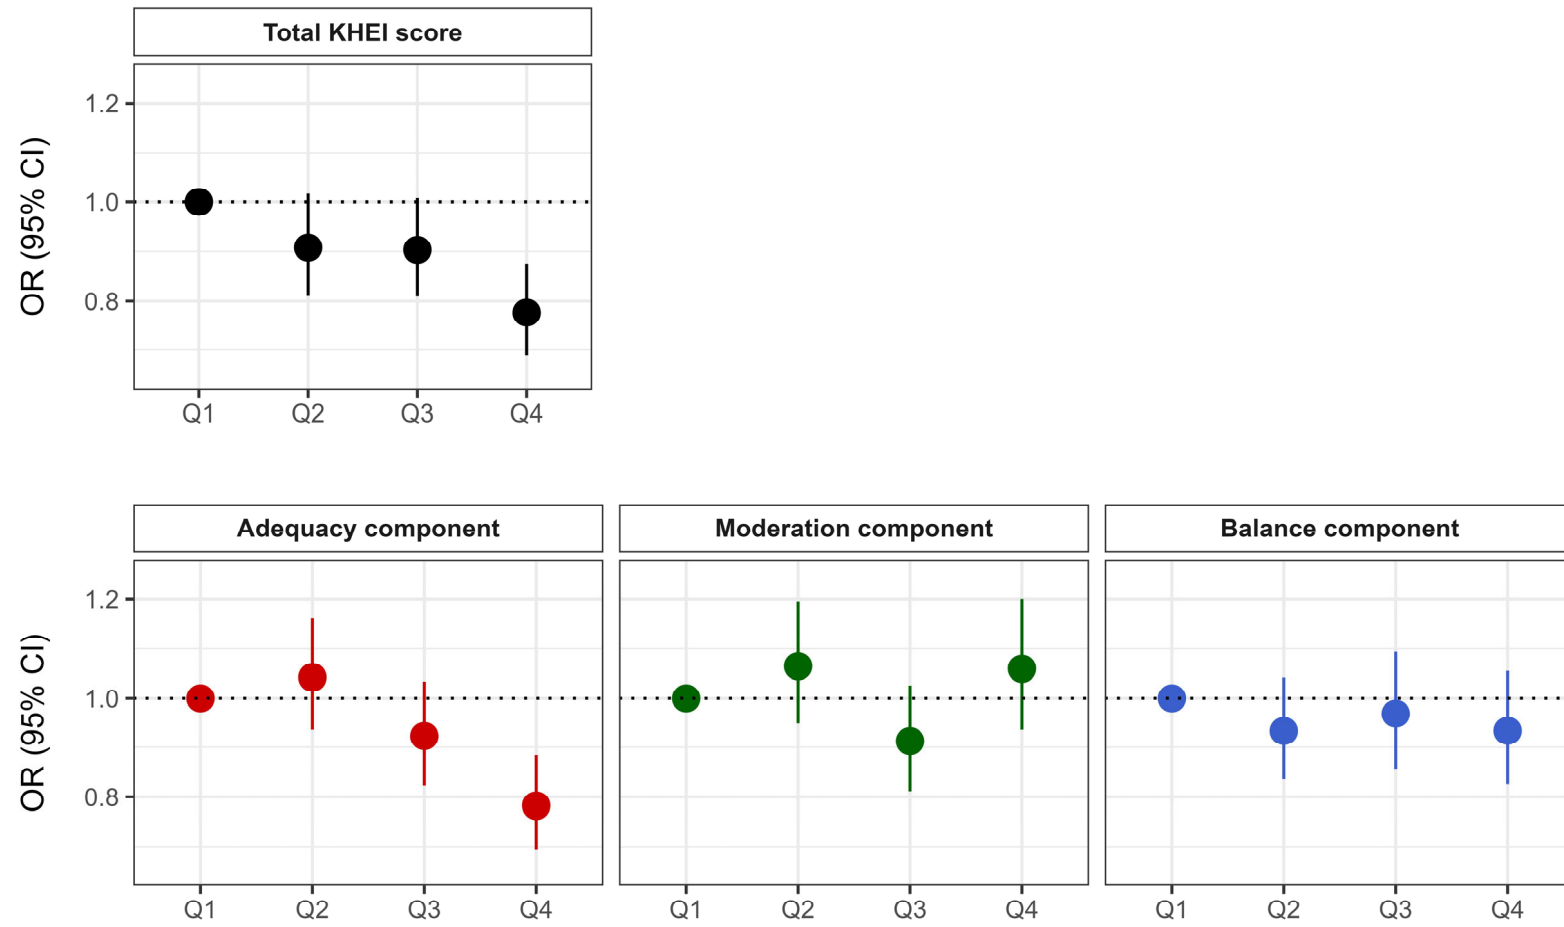 Total KHEI score
OR (95% CI)
1.2
1.0
0.8
Q1 Q2 Q3 Q4
Adequacy component Moderation component Balance component
OR (95% CI)
1.2
1.0
0.8
Q1 Q2 Q3 Q4 Q1 Q2 Q3 Q4 Q1 Q2 Q3 Q4